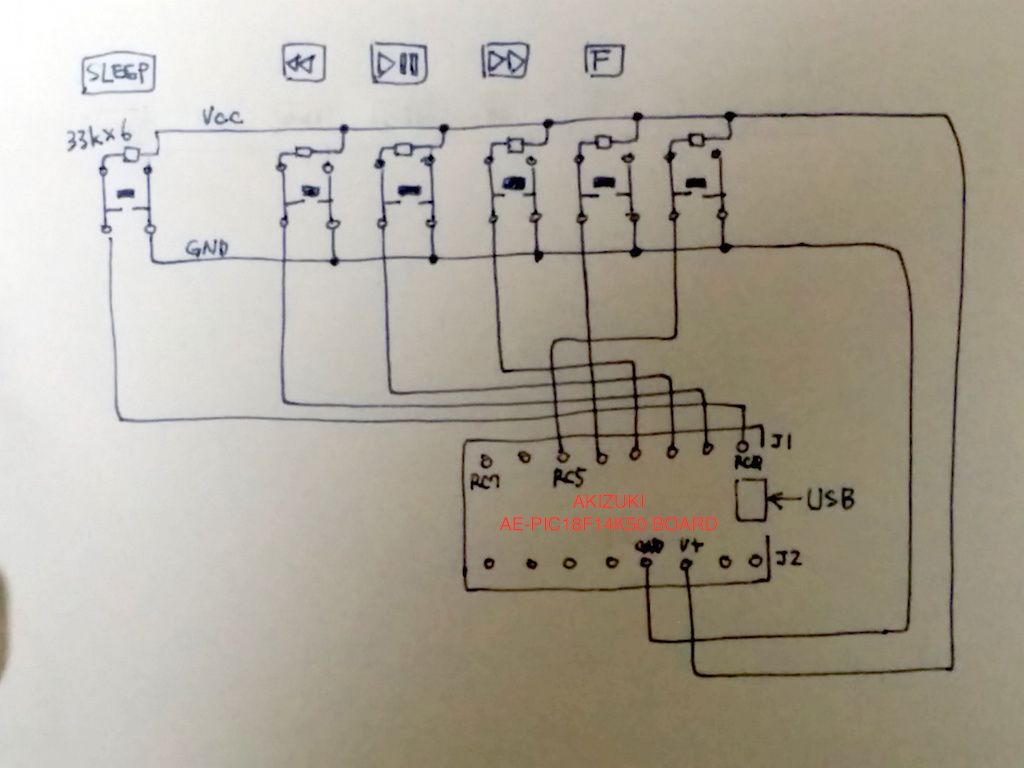 SLEEP
F
Vcc
33k×6
GND
J1
RC7
RC5
RC0
AKIZUKI
AE-PIC18F14K50 BOARD
USB
GND
V+
J2